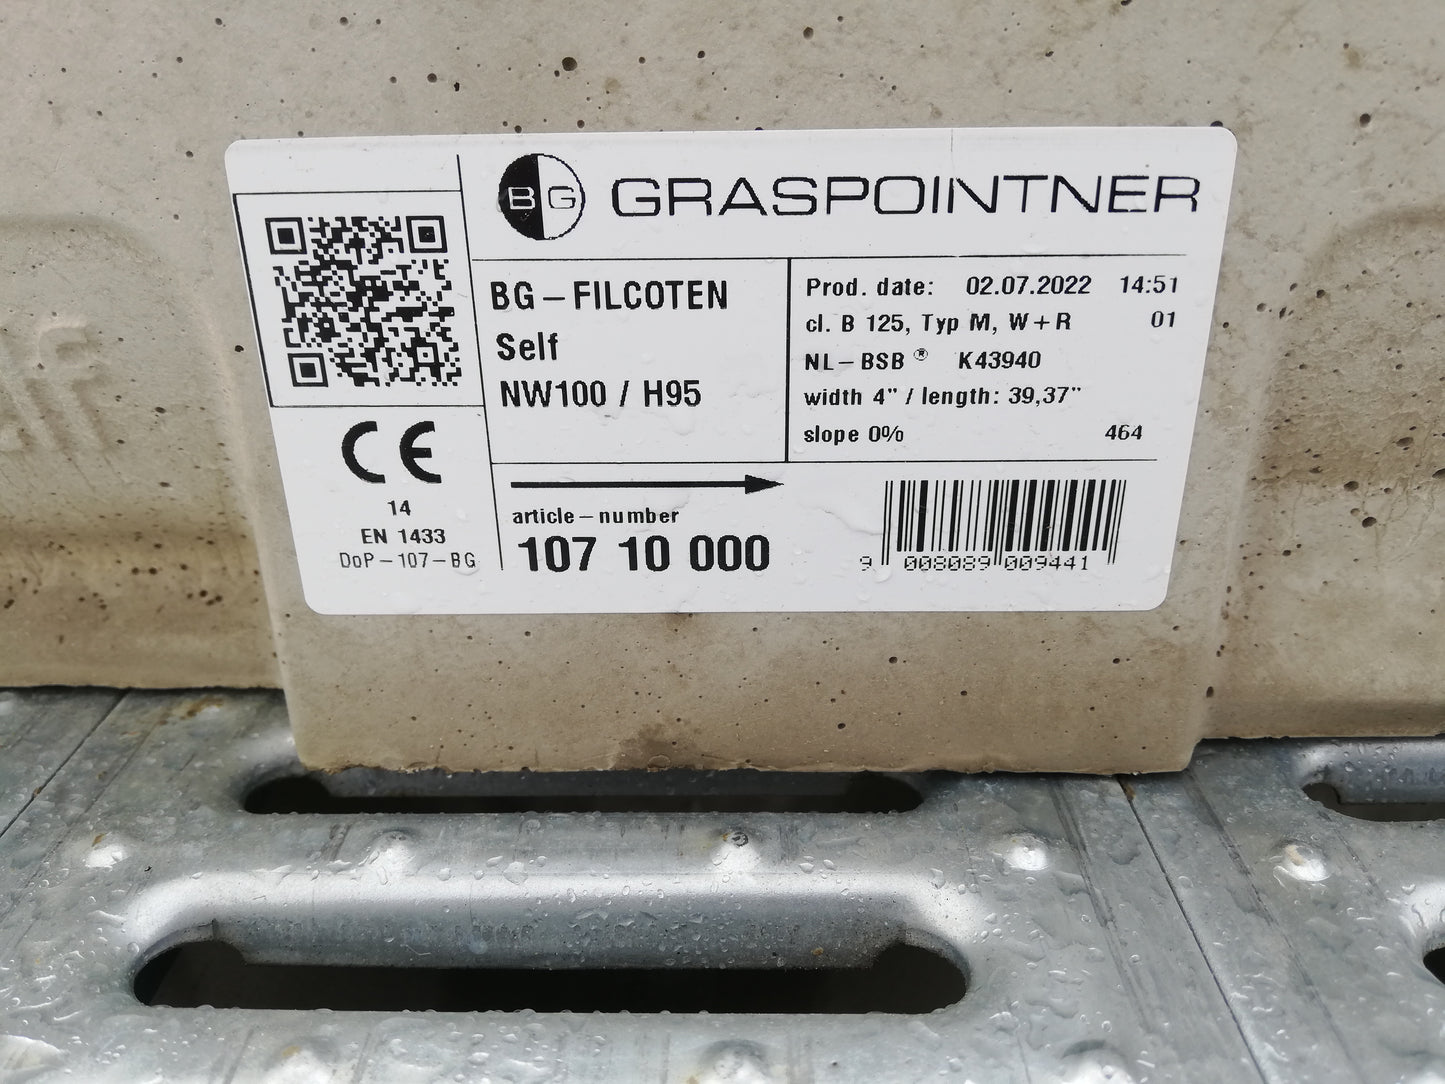 BG GRASPOINTNER
BG-FILCOTEN
Self
NW100 / H95
Prod. date: 02.07.2022 14:51
cl. B 125, Typ M, W+R 01
NL-BSB® K43940
width 4" / length: 39,37"
slope 0% 464
CE
14
EN 1433
DoP-107-BG
article-number
107 10 000
9 008089 009441